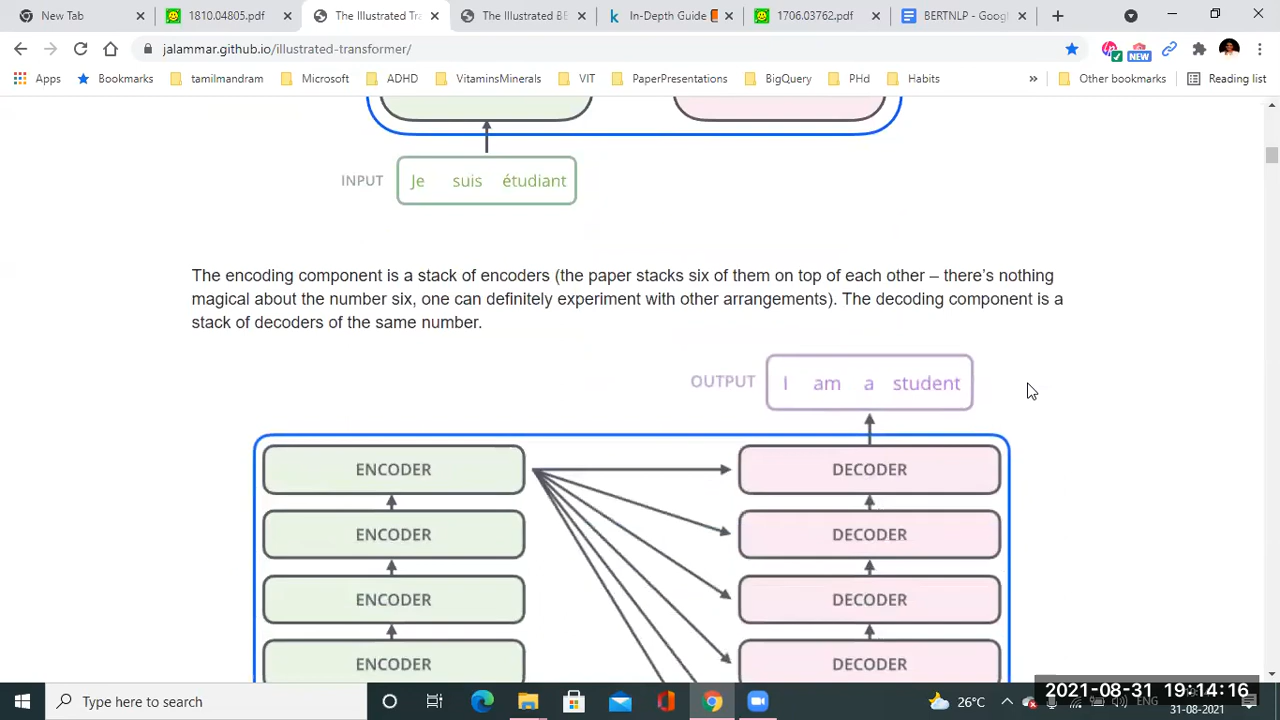 New Tab
1810.04805.pdf
The Illustrated Tra
The Illustrated BE
In-Depth Guide
1706.03762.pdf
BERTNLP - Goog
jalammar.github.io/illustrated-transformer/
NEW
Apps
Bookmarks
tamilmandram
Microsoft
ADHD
VitaminsMinerals
VIT
PaperPresentations
BigQuery
PHd
Habits
»
Other bookmarks
Reading list
INPUT
Je suis étudiant
The encoding component is a stack of encoders (the paper stacks six of them on top of each other – there's nothing
magical about the number six, one can definitely experiment with other arrangements). The decoding component is a
stack of decoders of the same number.
OUTPUT
I am a student
ENCODER
DECODER
ENCODER
DECODER
ENCODER
DECODER
ENCODER
DECODER
Type here to search
26°C
ENG
2021-08-31 19:14:16
31-08-2021